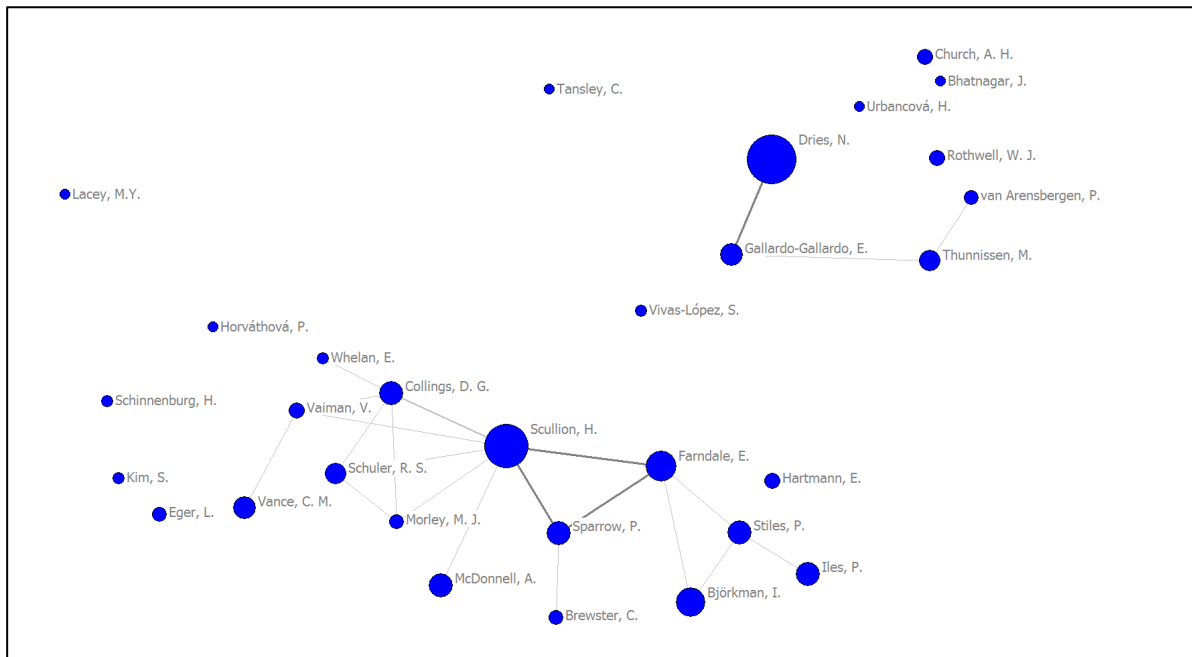 Church, A. H.
Bhatnagar, J.
Tansley, C.
Urbancová, H.
Dries, N.
Rothwell, W. J.
Lacey, M.Y.
van Arensbergen, P.
Gallardo-Gallardo, E.
Thunnissen, M.
Vivas-López, S.
Horváthová, P.
Whelan, E.
Collings, D. G.
Schinnenburg, H.
Vaiman, V.
Scullion, H.
Farndale, E.
Schuler, R. S.
Kim, S.
Hartmann, E.
Vance, C. M.
Eger, L.
Morley, M. J.
Sparrow, P.
Stiles, P.
Iles, P.
McDonnell, A.
Björkman, I.
Brewster, C.